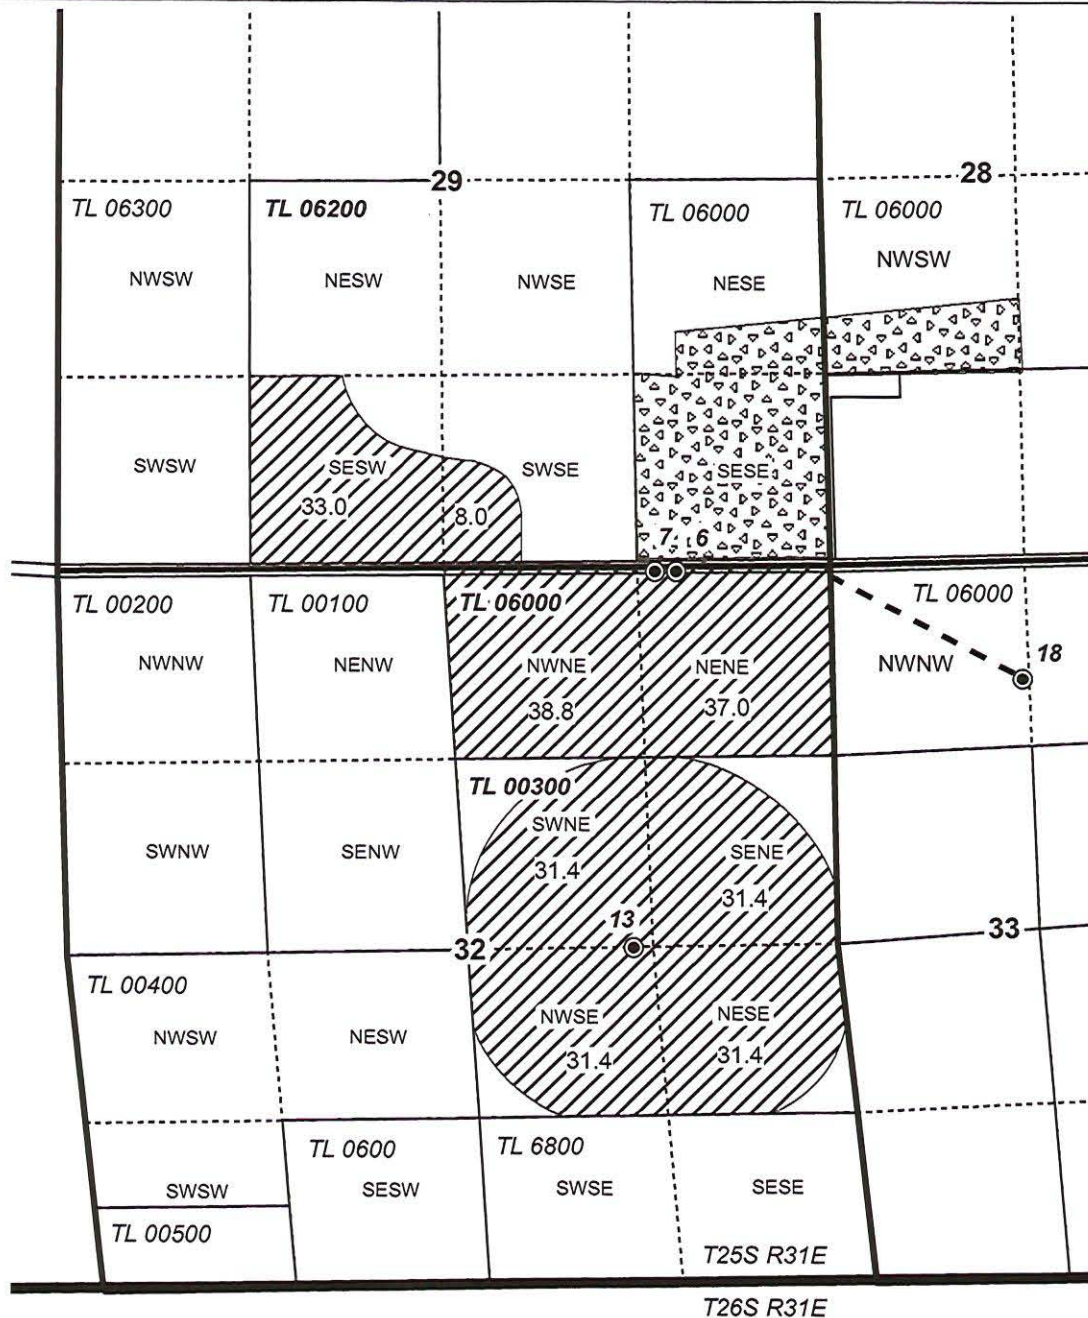 29
28
TL 06300
TL 06200
TL 06000
TL 06000
NWSW
NESW
NWSE
NESE
NWSW
SWSW
SESW
SWSE
SESE
33.0
8.0
7
6
TL 00200
TL 00100
TL 06000
TL 06000
NWNW
NENW
NWNE
NENE
NWNW
18
38.8
37.0
TL 00300
SWNW
SENW
SWNE
SENE
31.4
31.4
13
32
33
TL 00400
NWSW
NESW
NWSE
NESE
31.4
31.4
TL 0600
TL 6800
SWSW
SESW
SWSE
SESE
TL 00500
T25S R31E
T26S R31E